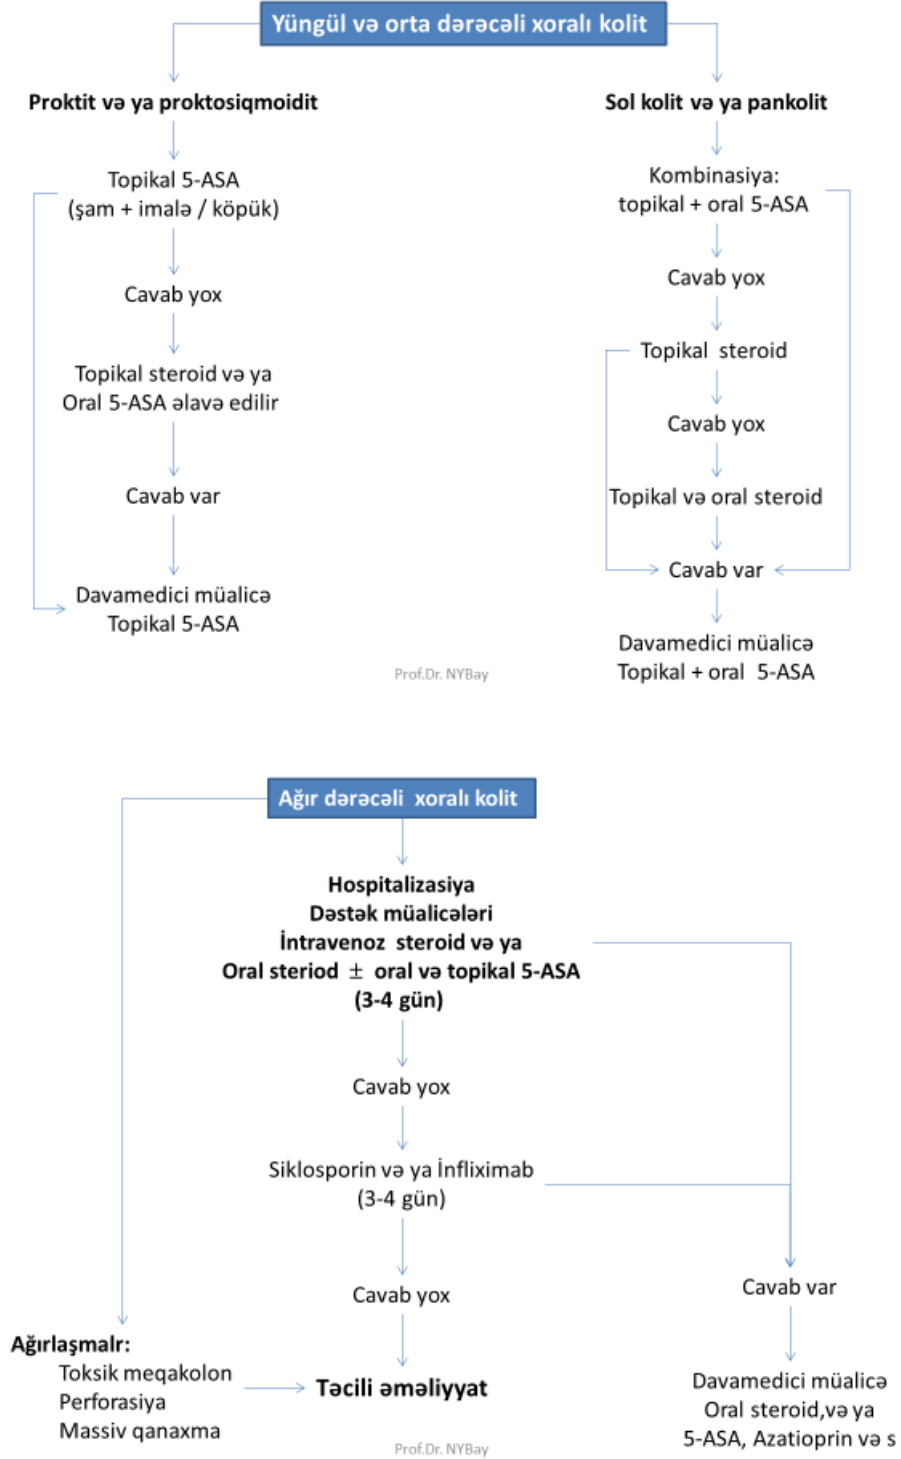 Yüngül və orta dərəcəli xoralı kolit
Proktit və ya proktosiqmoidit
Topikal 5-ASA
(şam + imalə / köpük)
Cavab yox
Topikal steroid və ya
Oral 5-ASA əlavə edilir
Cavab var
Davamedici müalicə
Topikal 5-ASA
Sol kolit və ya pankolit
Kombinasiya:
topikal + oral 5-ASA
Cavab yox
Topikal steroid
Cavab yox
Topikal və oral steroid
Cavab var
Davamedici müalicə
Topikal + oral 5-ASA
Prof.Dr. NYBay
Ağır dərəcəli xoralı kolit
Hospitalizasiya
Dəstək müalicələri
İntravenoz steroid və ya
Oral steriod ± oral və topikal 5-ASA
(3-4 gün)
Cavab yox
Siklosporin və ya İnfliximab
(3-4 gün)
Cavab yox
Təcili əməliyyat
Ağırlaşmalr:
Toksik meqakolon
Perforasiya
Massiv qanaxma
Cavab var
Davamedici müalicə
Oral steroid,və ya
5-ASA, Azatioprin və s
Prof.Dr. NYBay